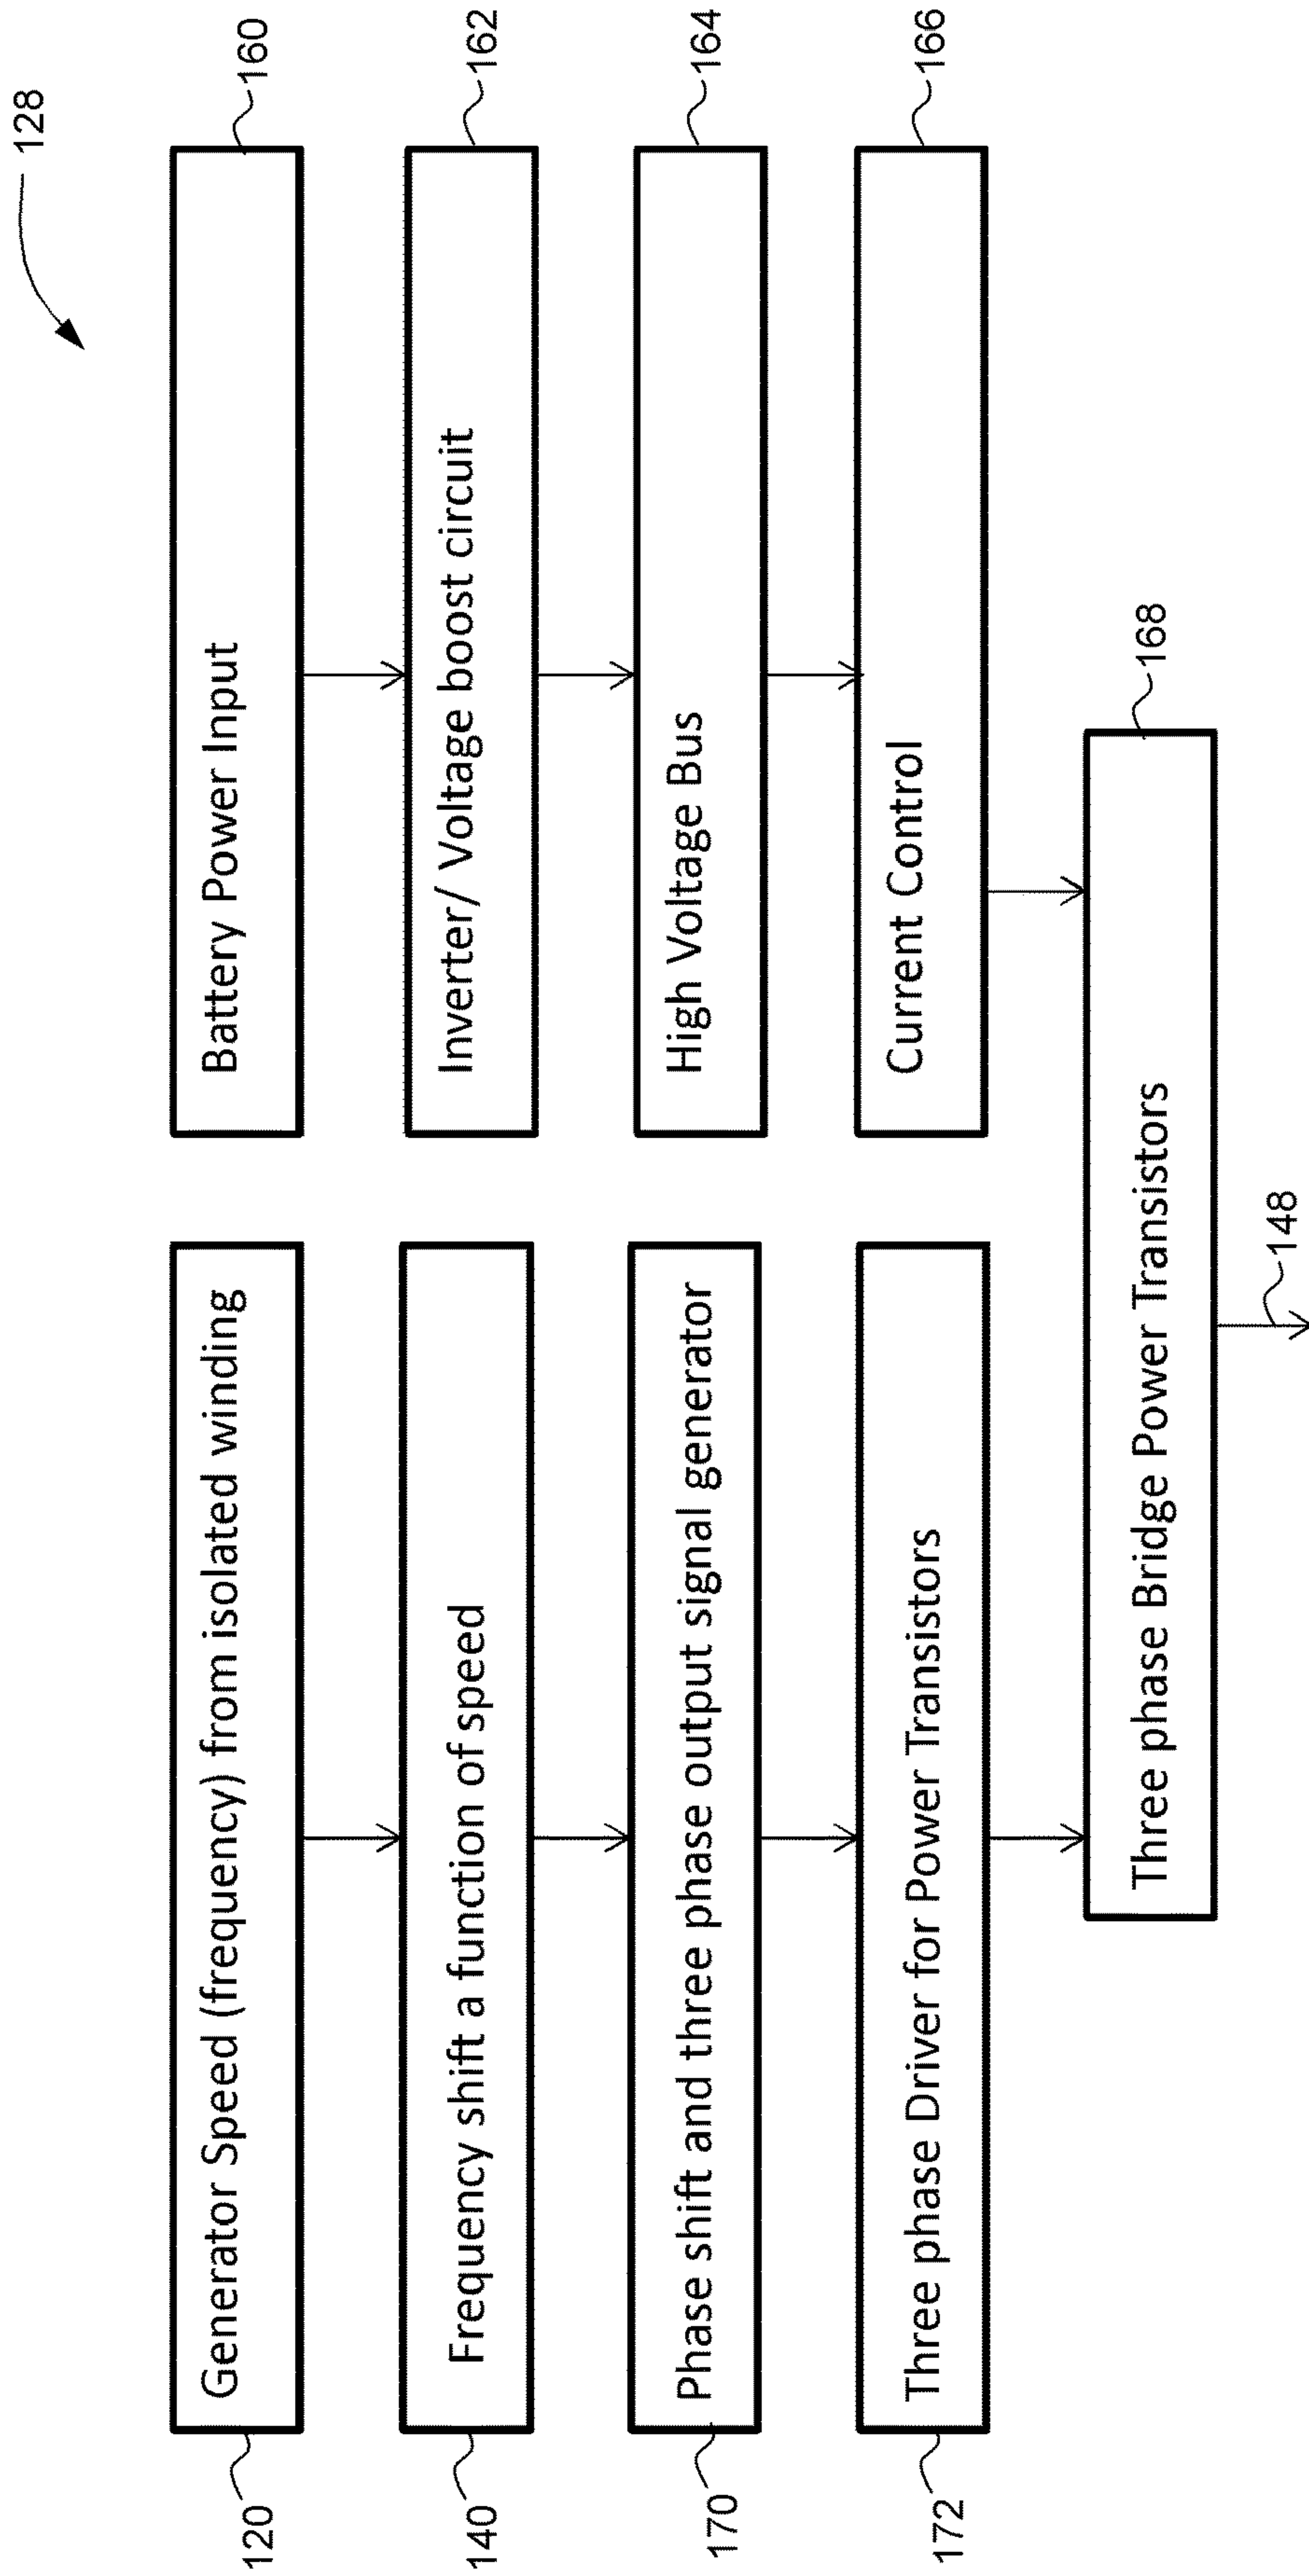 128
Generator Speed (frequency) from isolated winding
120
Battery Power Input
160
Frequency shift a function of speed
140
Inverter/ Voltage boost circuit
162
Phase shift and three phase output signal generator
170
High Voltage Bus
164
Three phase Driver for Power Transistors
172
Current Control
166
Three phase Bridge Power Transistors
168
148